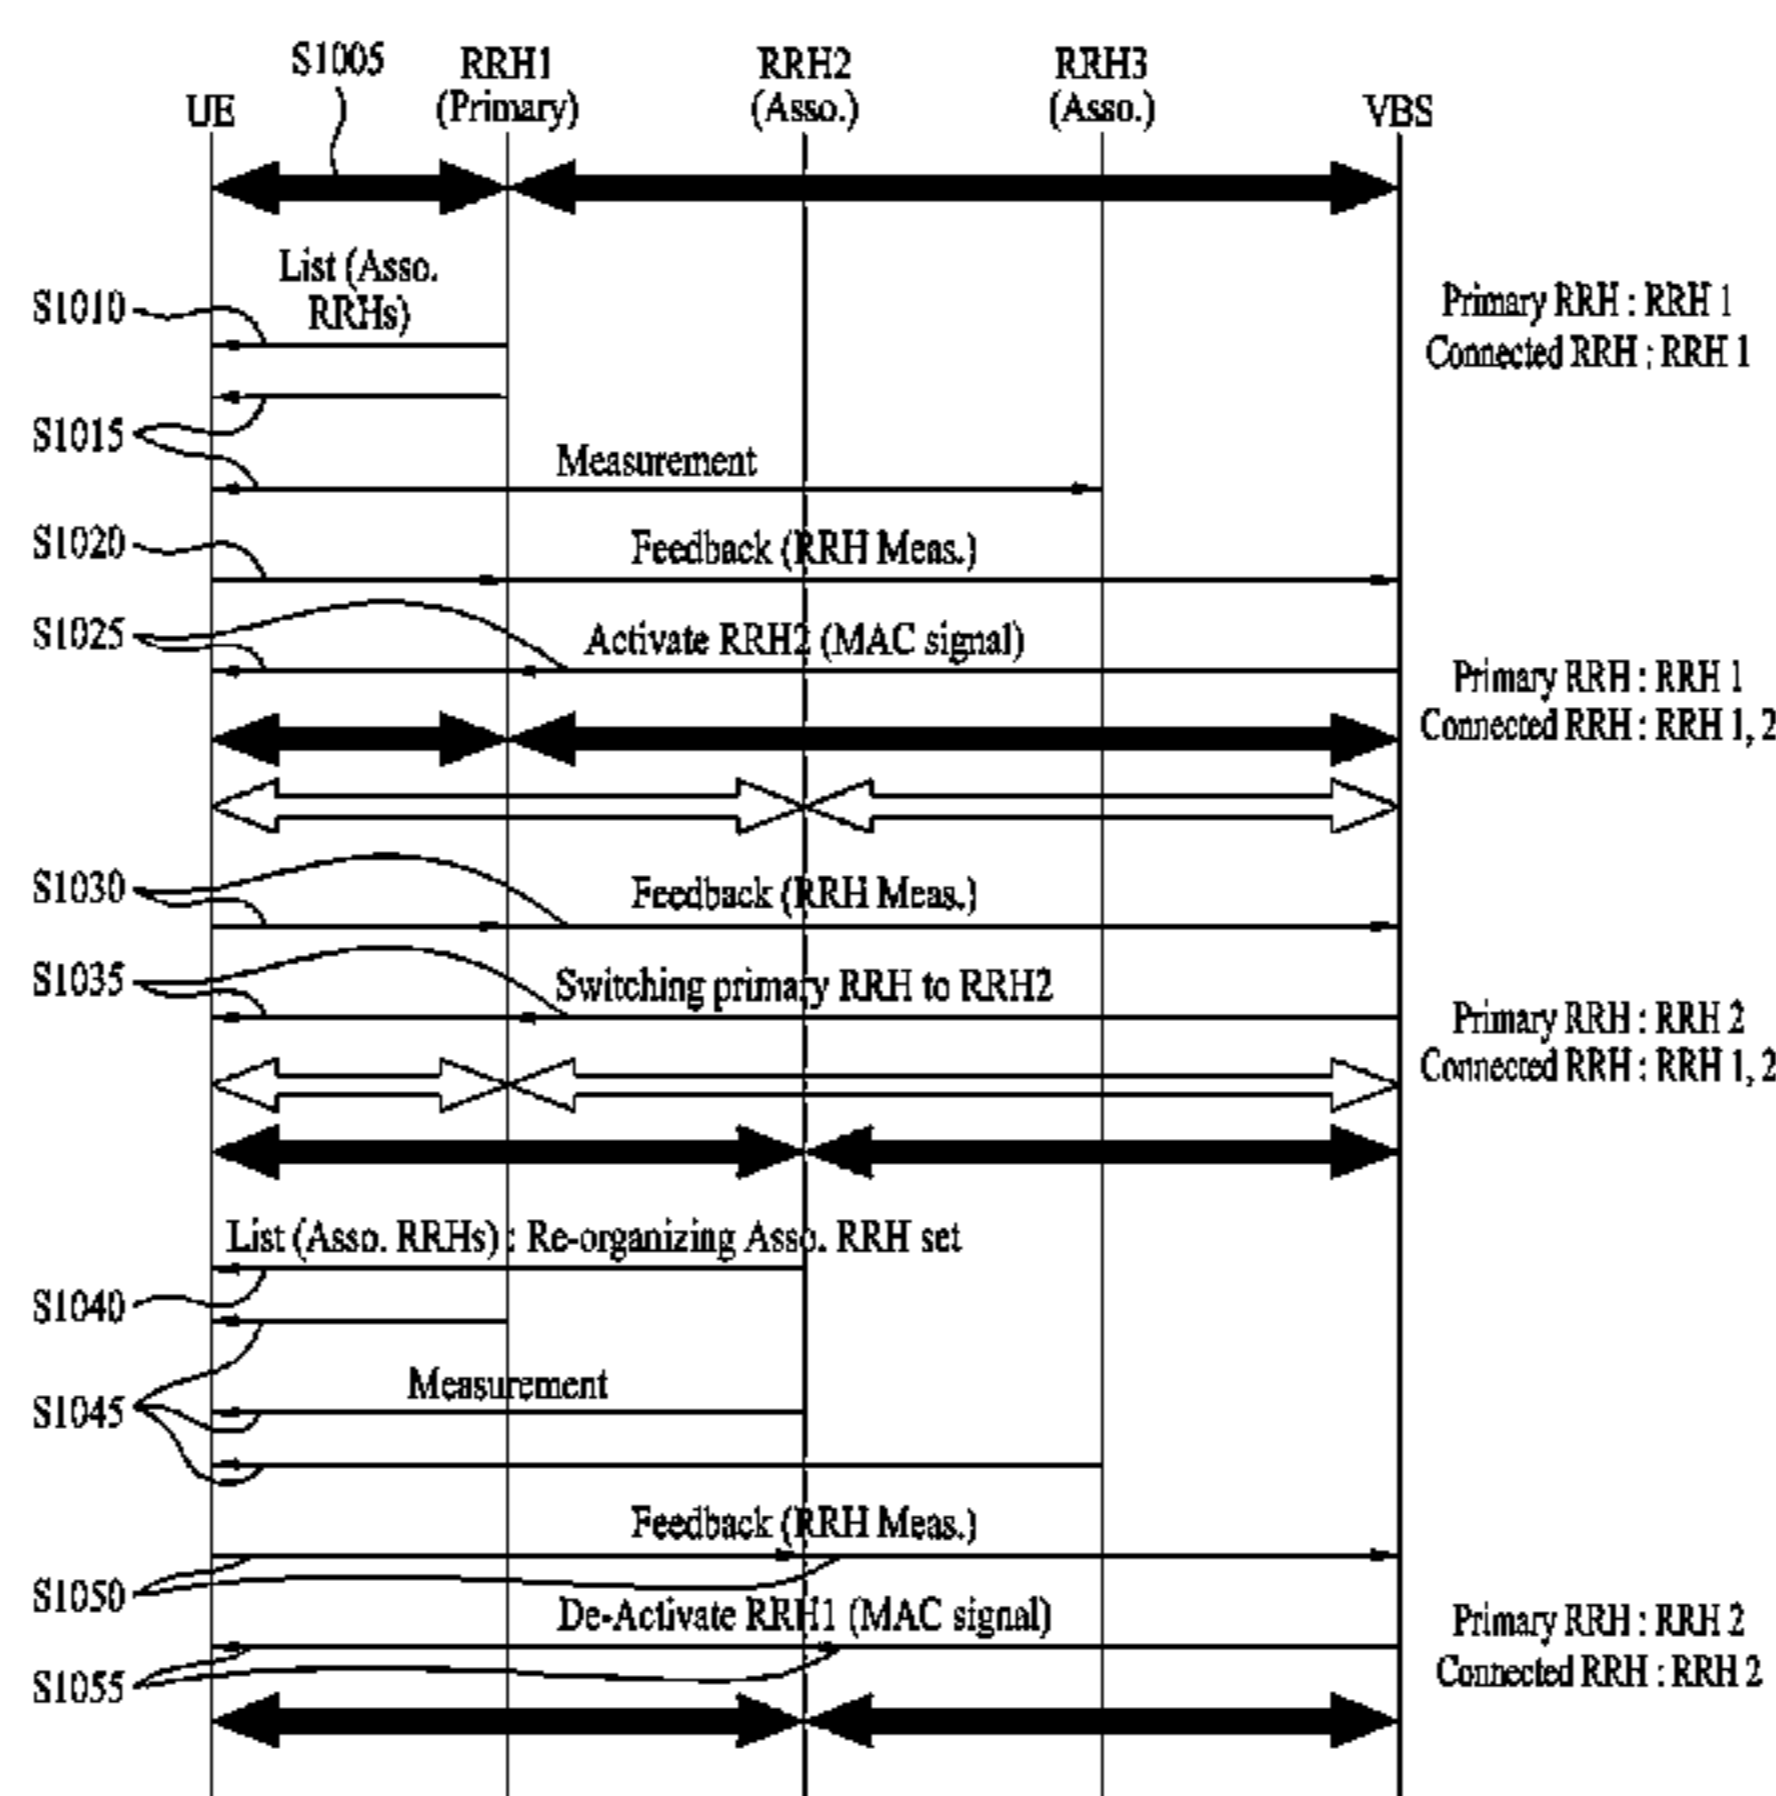 S1005
UE
RRH1
(Primary)
RRH2
(Asso.)
RRH3
(Asso.)
VBS
List (Asso.
RRHs)
S1010
Primary RRH : RRH 1
Connected RRH : RRH 1
S1015
Measurement
S1020
Feedback (RRH Meas.)
S1025
Activate RRH2 (MAC signal)
Primary RRH : RRH 1
Connected RRH : RRH 1, 2
S1030
Feedback (RRH Meas.)
S1035
Switching primary RRH to RRH2
Primary RRH : RRH 2
Connected RRH : RRH 1, 2
List (Asso. RRHs) : Re-organizing Asso. RRH set
S1040
Measurement
S1045
Feedback (RRH Meas.)
S1050
De-Activate RRH1 (MAC signal)
Primary RRH : RRH 2
Connected RRH : RRH 2
S1055